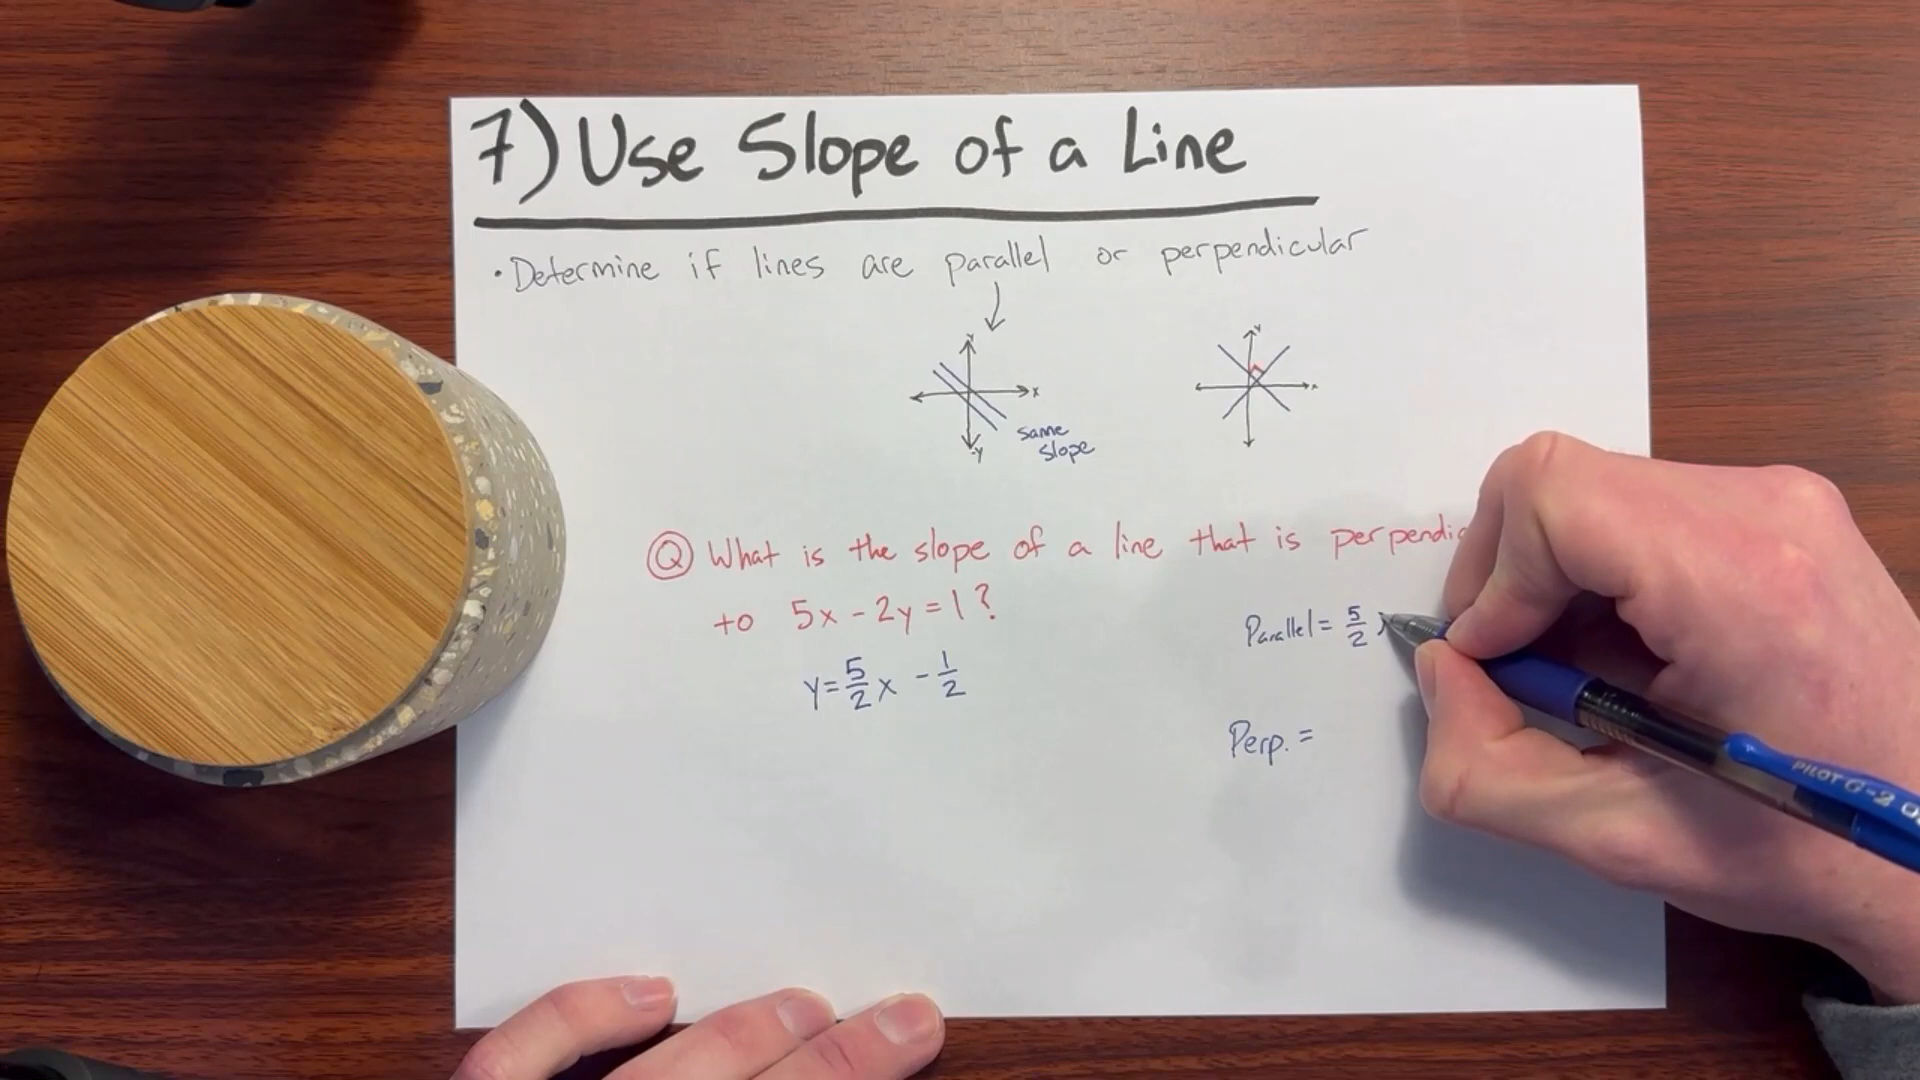 7) Use Slope of a Line
• Determine if lines are parallel or perpendicular
y
x
-y
same
slope
y
x
Q What is the slope of a line that is
to 5x - 2y = 1?
y = 5/2 x - 1/2
Parallel = 5/2
Perp. =
PILOT G-2